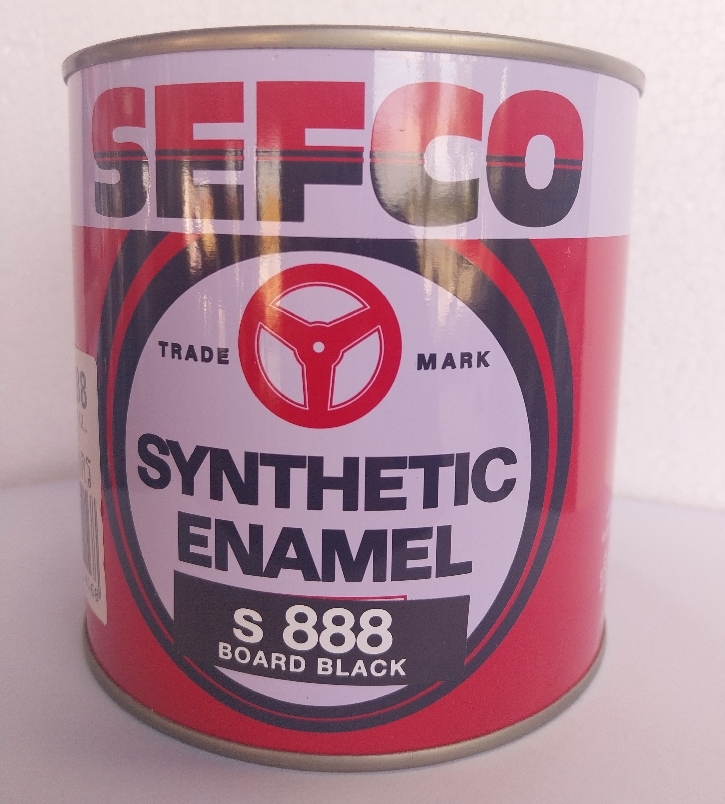 SEFCO
TRADE MARK
SYNTHETIC
ENAMEL
S 888
BOARD BLACK